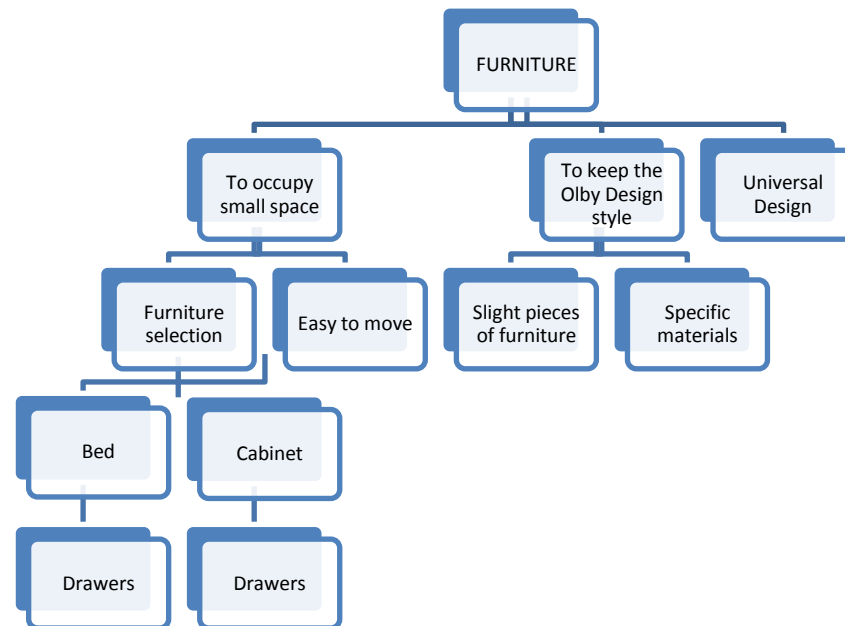 FURNITURE
To occupy
small space
To keep the
Olby Design
style
Universal
Design
Furniture
selection
Easy to move
Slight pieces
of furniture
Specific
materials
Bed
Cabinet
Drawers
Drawers